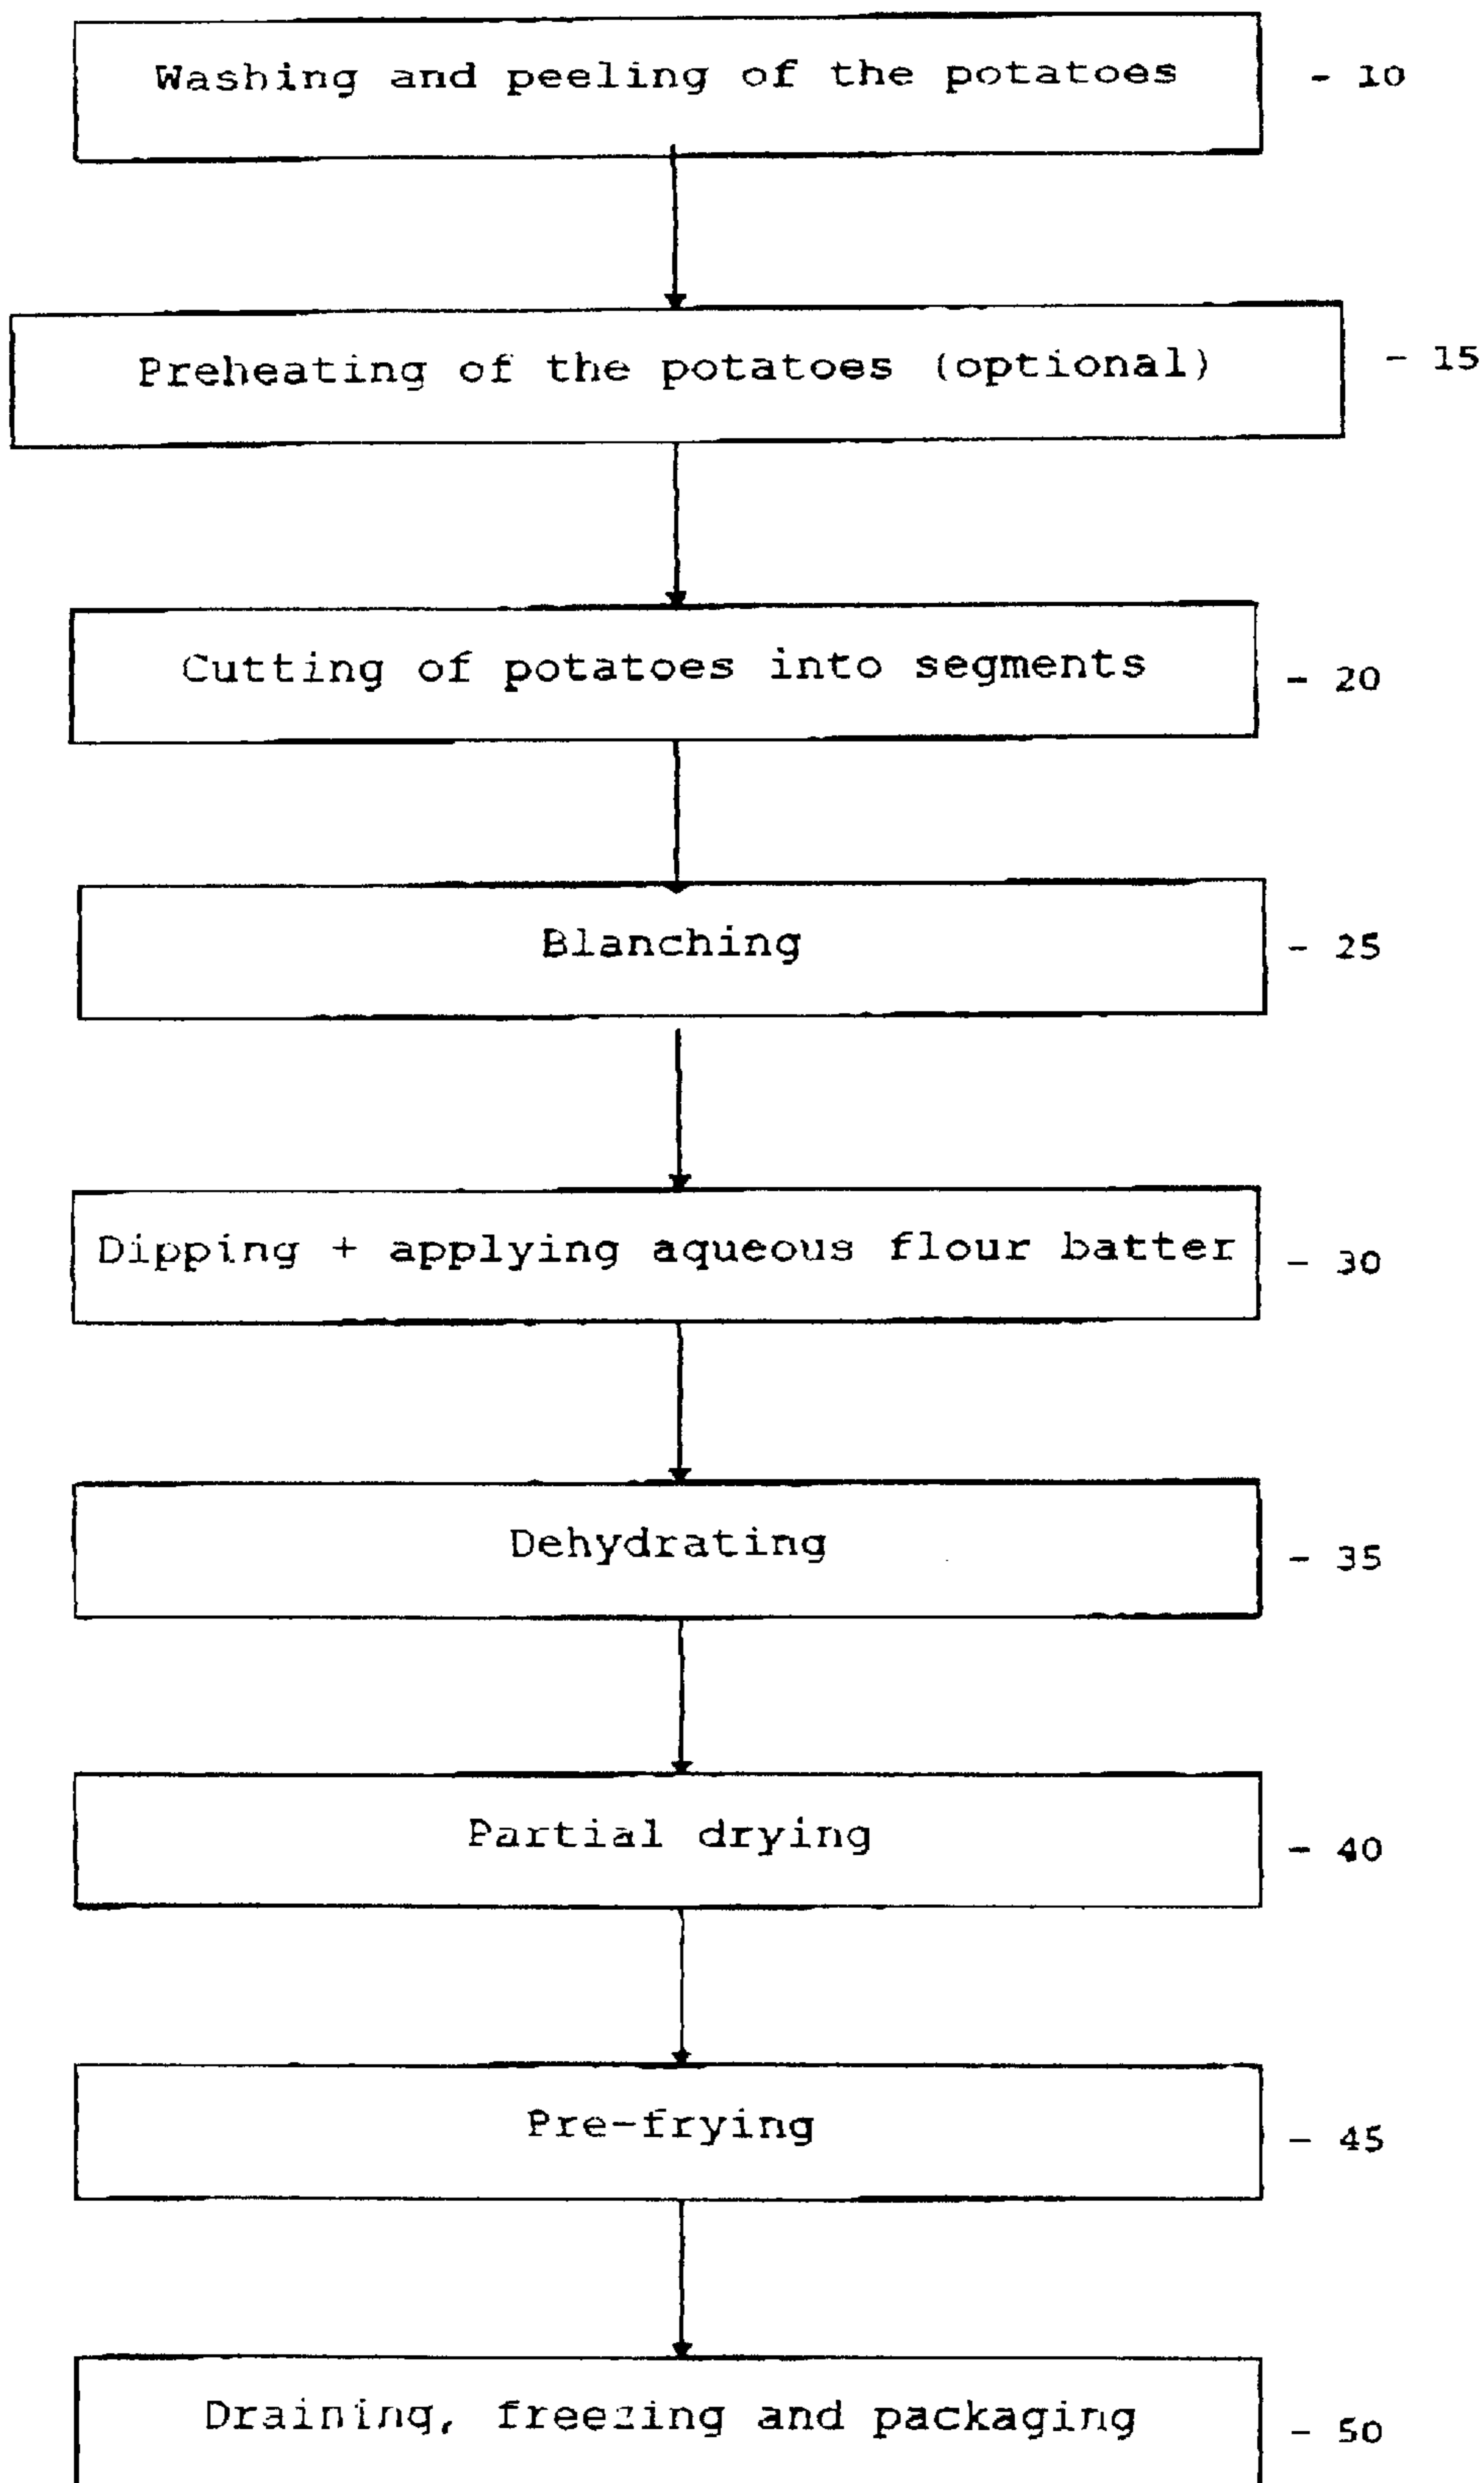 Washing and peeling of the potatoes - 10
Preheating of the potatoes (optional) - 15
Cutting of potatoes into segments - 20
Blanching - 25
Dipping + applying aqueous flour batter - 30
Dehydrating - 35
Partial drying - 40
Pre-frying - 45
Draining, freezing and packaging - 50